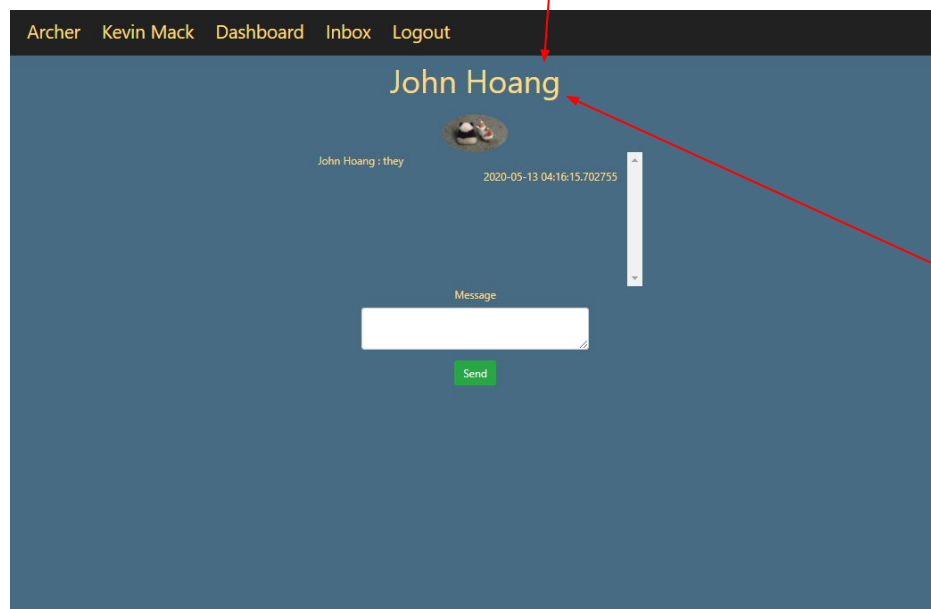 Archer Kevin Mack Dashboard Inbox Logout
John Hoang
John Hoang : they
2020-05-13 04:16:15.702755
Message
Send